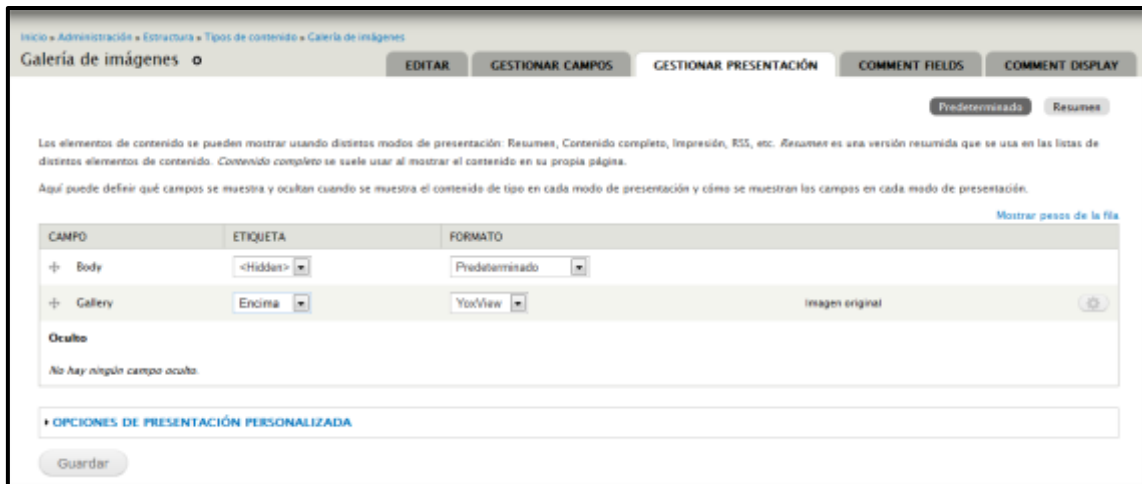 Inicio » Administración » Estructura » Tipos de contenido » Galería de imágenes
Galería de imágenes
EDITAR GESTIONAR CAMPOS GESTIONAR PRESENTACIÓN COMMENT FIELDS COMMENT DISPLAY
Predeterminado Resumen
Los elementos de contenido se pueden mostrar usando distintos modos de presentación: Resumen, Contenido completo, Impresión, RSS, etc. Resumen es una versión resumida que se usa en las listas de
distintos elementos de contenido. Contenido completo se suele usar al mostrar el contenido en su propia página.
Aquí puede definir qué campos se muestra y ocultan cuando se muestra el contenido de tipo en cada modo de presentación y cómo se muestran los campos en cada modo de presentación.
Mostrar pesos de la fila
CAMPO ETIQUETA FORMATO
Body <Hidden> Predeterminado
Gallery Encima YoxView Imagen original
Oculto
No hay ningún campo oculto.
OPCIONES DE PRESENTACIÓN PERSONALIZADA
Guardar